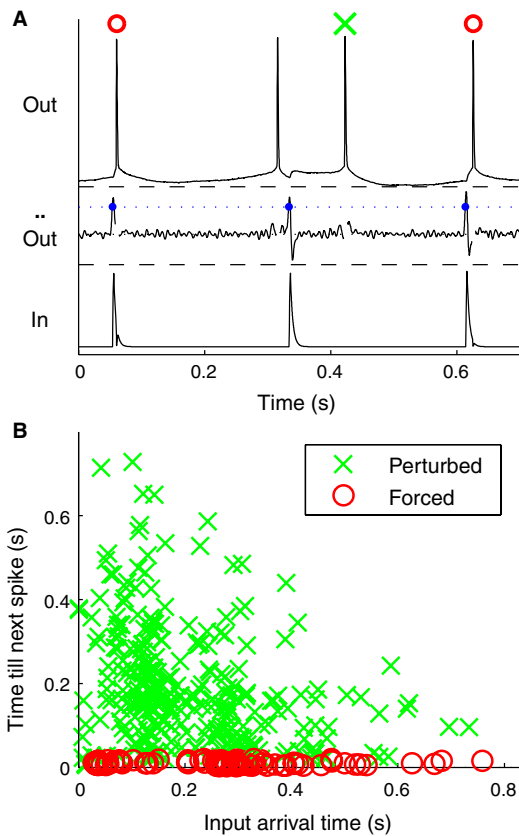 A
Out
Öut
In
0
0.2
0.4
0.6
Time (s)
B
Perturbed
Forced
0.6
0.4
0.2
0
Time till next spike (s)
0
0.2
0.4
0.6
0.8
Input arrival time (s)